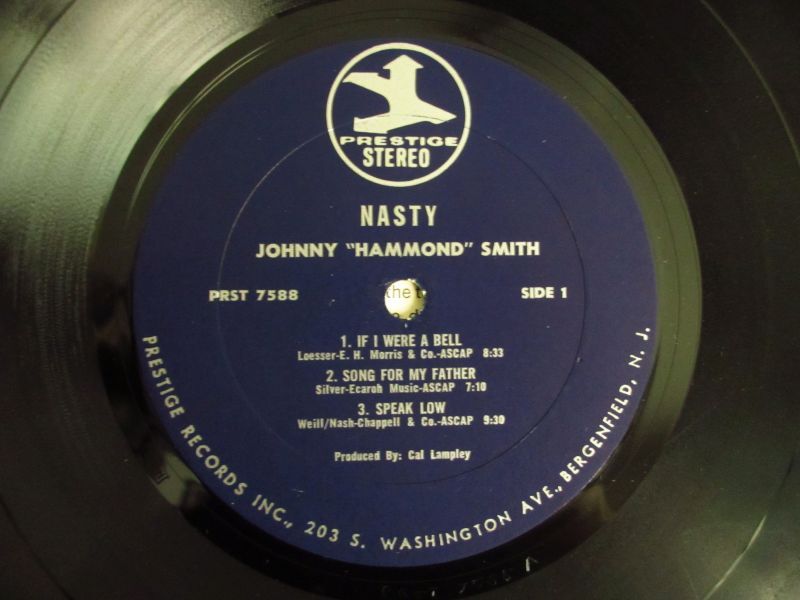 PRESTIGE
STEREO
NASTY
JOHNNY "HAMMOND" SMITH
PRST 7588
SIDE 1
1. IF I WERE A BELL
Loesser-E. H. Morris & Co.-ASCAP 8:33
2. SONG FOR MY FATHER
Silver-Ecaroh Music-ASCAP 7:10
3. SPEAK LOW
Weill/Nash-Chappell & Co.-ASCAP 9:30
Produced By: Cal Lampley
PRESTIGE RECORDS INC., 203 S. WASHINGTON AVE., BERGENFIELD, N. J.